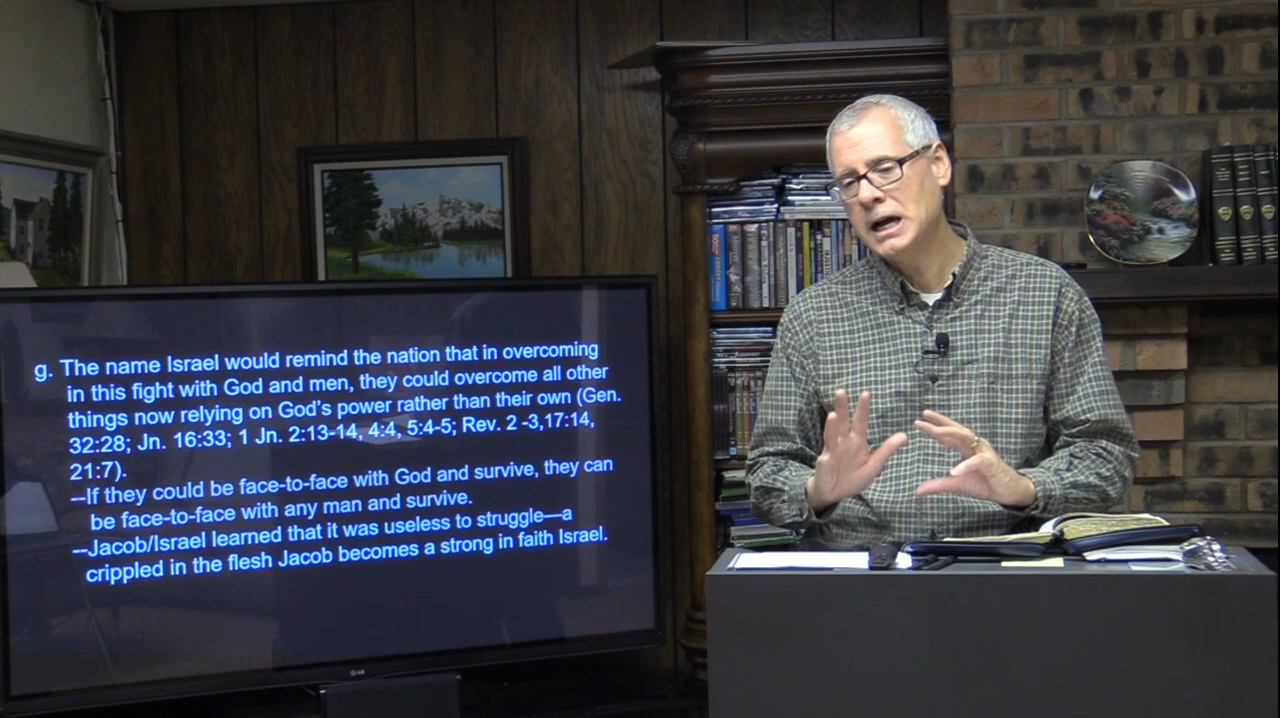 g. The name Israel would remind the nation that in overcoming
in this fight with God and men, they could overcome all other
things now relying on God's power rather than their own (Gen.
32:28; Jn. 16:33; 1 Jn. 2:13-14, 4:4, 5:4-5; Rev. 2 -3,17:14,
21:7).
--If they could be face-to-face with God and survive, they can
be face-to-face with any man and survive.
--Jacob/Israel learned that it was useless to struggle—a
crippled in the flesh Jacob becomes a strong in faith Israel.
LG